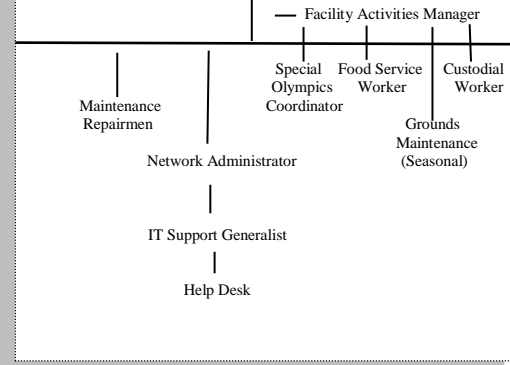 Facility Activities Manager
Special
Olympics
Coordinator
Food Service
Worker
Custodial
Worker
Maintenance
Repairmen
Grounds
Maintenance
(Seasonal)
Network Administrator
IT Support Generalist
Help Desk